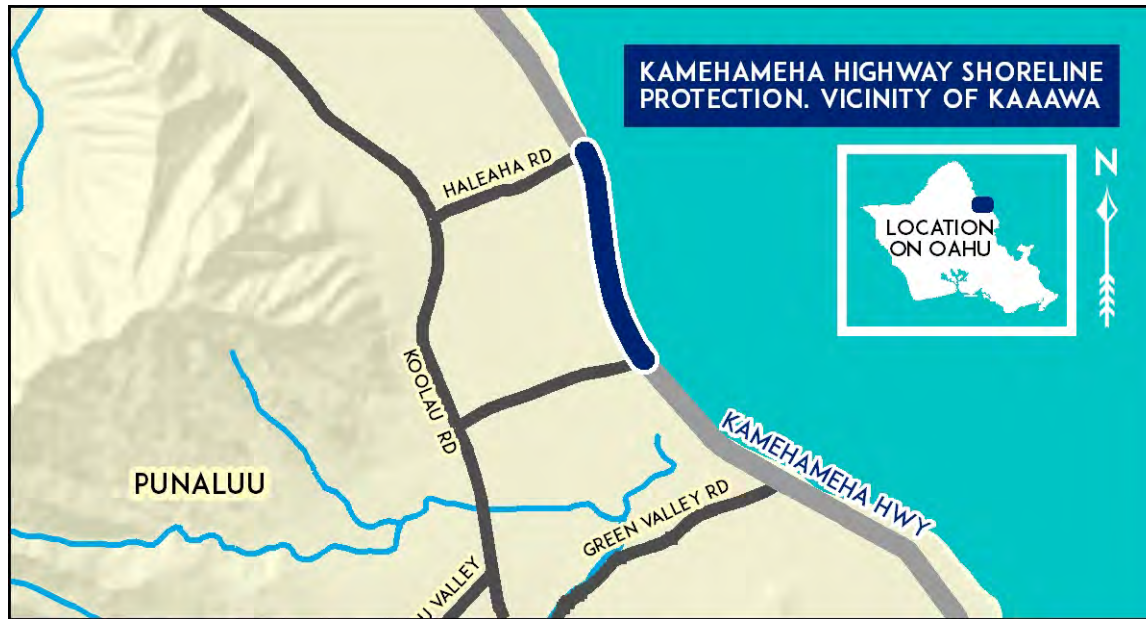 KAMEHAMEHA HIGHWAY SHORELINE
PROTECTION. VICINITY OF KAAAWA
N
HALEAHA RD
LOCATION
ON OAHU
KOOLAU RD
KAMEHAMEHA HWY
PUNALUU
GREEN VALLEY RD
U VALLEY